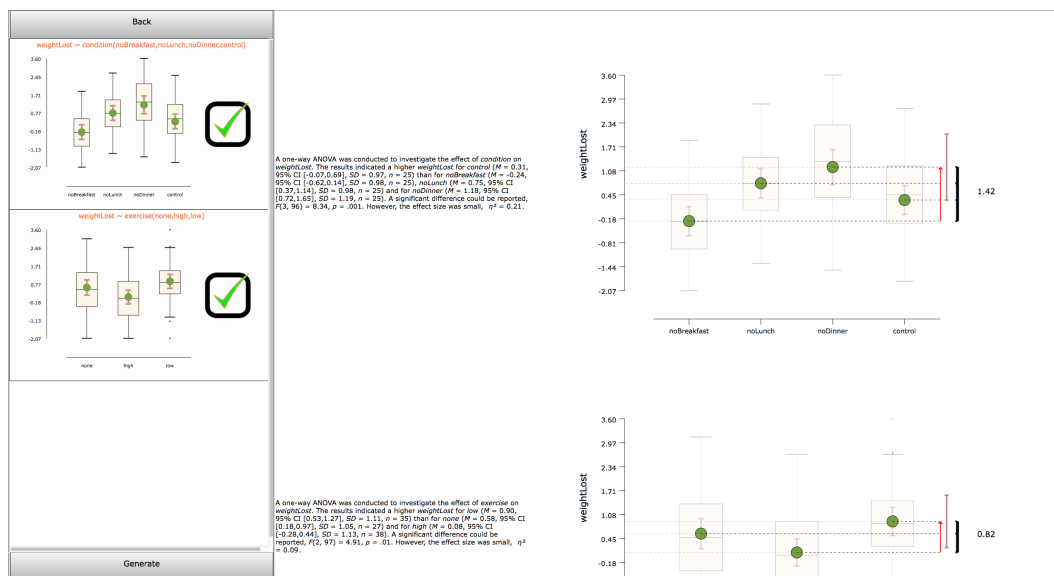 Back
weightLost ~ condition(noBreakfast,noLunch,noDinner,control)
3.60
2.65
1.71
0.77
-0.18
-1.13
-2.07
noBreakfast noLunch noDinner control
weightLost ~ exercise(none,high,low)
3.60
2.65
1.71
0.77
-0.18
-1.13
-2.07
none high low
Generate
A one-way ANOVA was conducted to investigate the effect of condition on
weightLost. The results indicated a higher weightLost for control (M = 0.31,
95% CI [-0.07,0.69], SD = 0.97, n = 25) than for noBreakfast (M = -0.24,
95% CI [-0.62,0.14], SD = 0.98, n = 25), noLunch (M = 0.75, 95% CI
[0.37,1.14], SD = 0.98, n = 25) and for noDinner (M = 1.18, 95% CI
[0.72,1.65], SD = 1.19, n = 25). A significant difference could be reported,
F(3, 96) = 8.34, p = .001. However, the effect size was small, η² = 0.21.
A one-way ANOVA was conducted to investigate the effect of exercise on
weightLost. The results indicated a higher weightLost for low (M = 0.90,
95% CI [0.53,1.27], SD = 1.11, n = 35) than for none (M = 0.58, 95% CI
[0.18,0.97], SD = 1.05, n = 27) and for high (M = 0.08, 95% CI
[-0.28,0.44], SD = 1.13, n = 38). A significant difference could be
reported, F(2, 97) = 4.91, p = .01. However, the effect size was small, η²
= 0.09.
weightLost
3.60
2.97
2.34
1.71
1.08
0.45
-0.18
-0.81
-1.44
-2.07
noBreakfast noLunch noDinner control
1.42
weightLost
3.60
2.97
2.34
1.71
1.08
0.45
-0.18
0.82